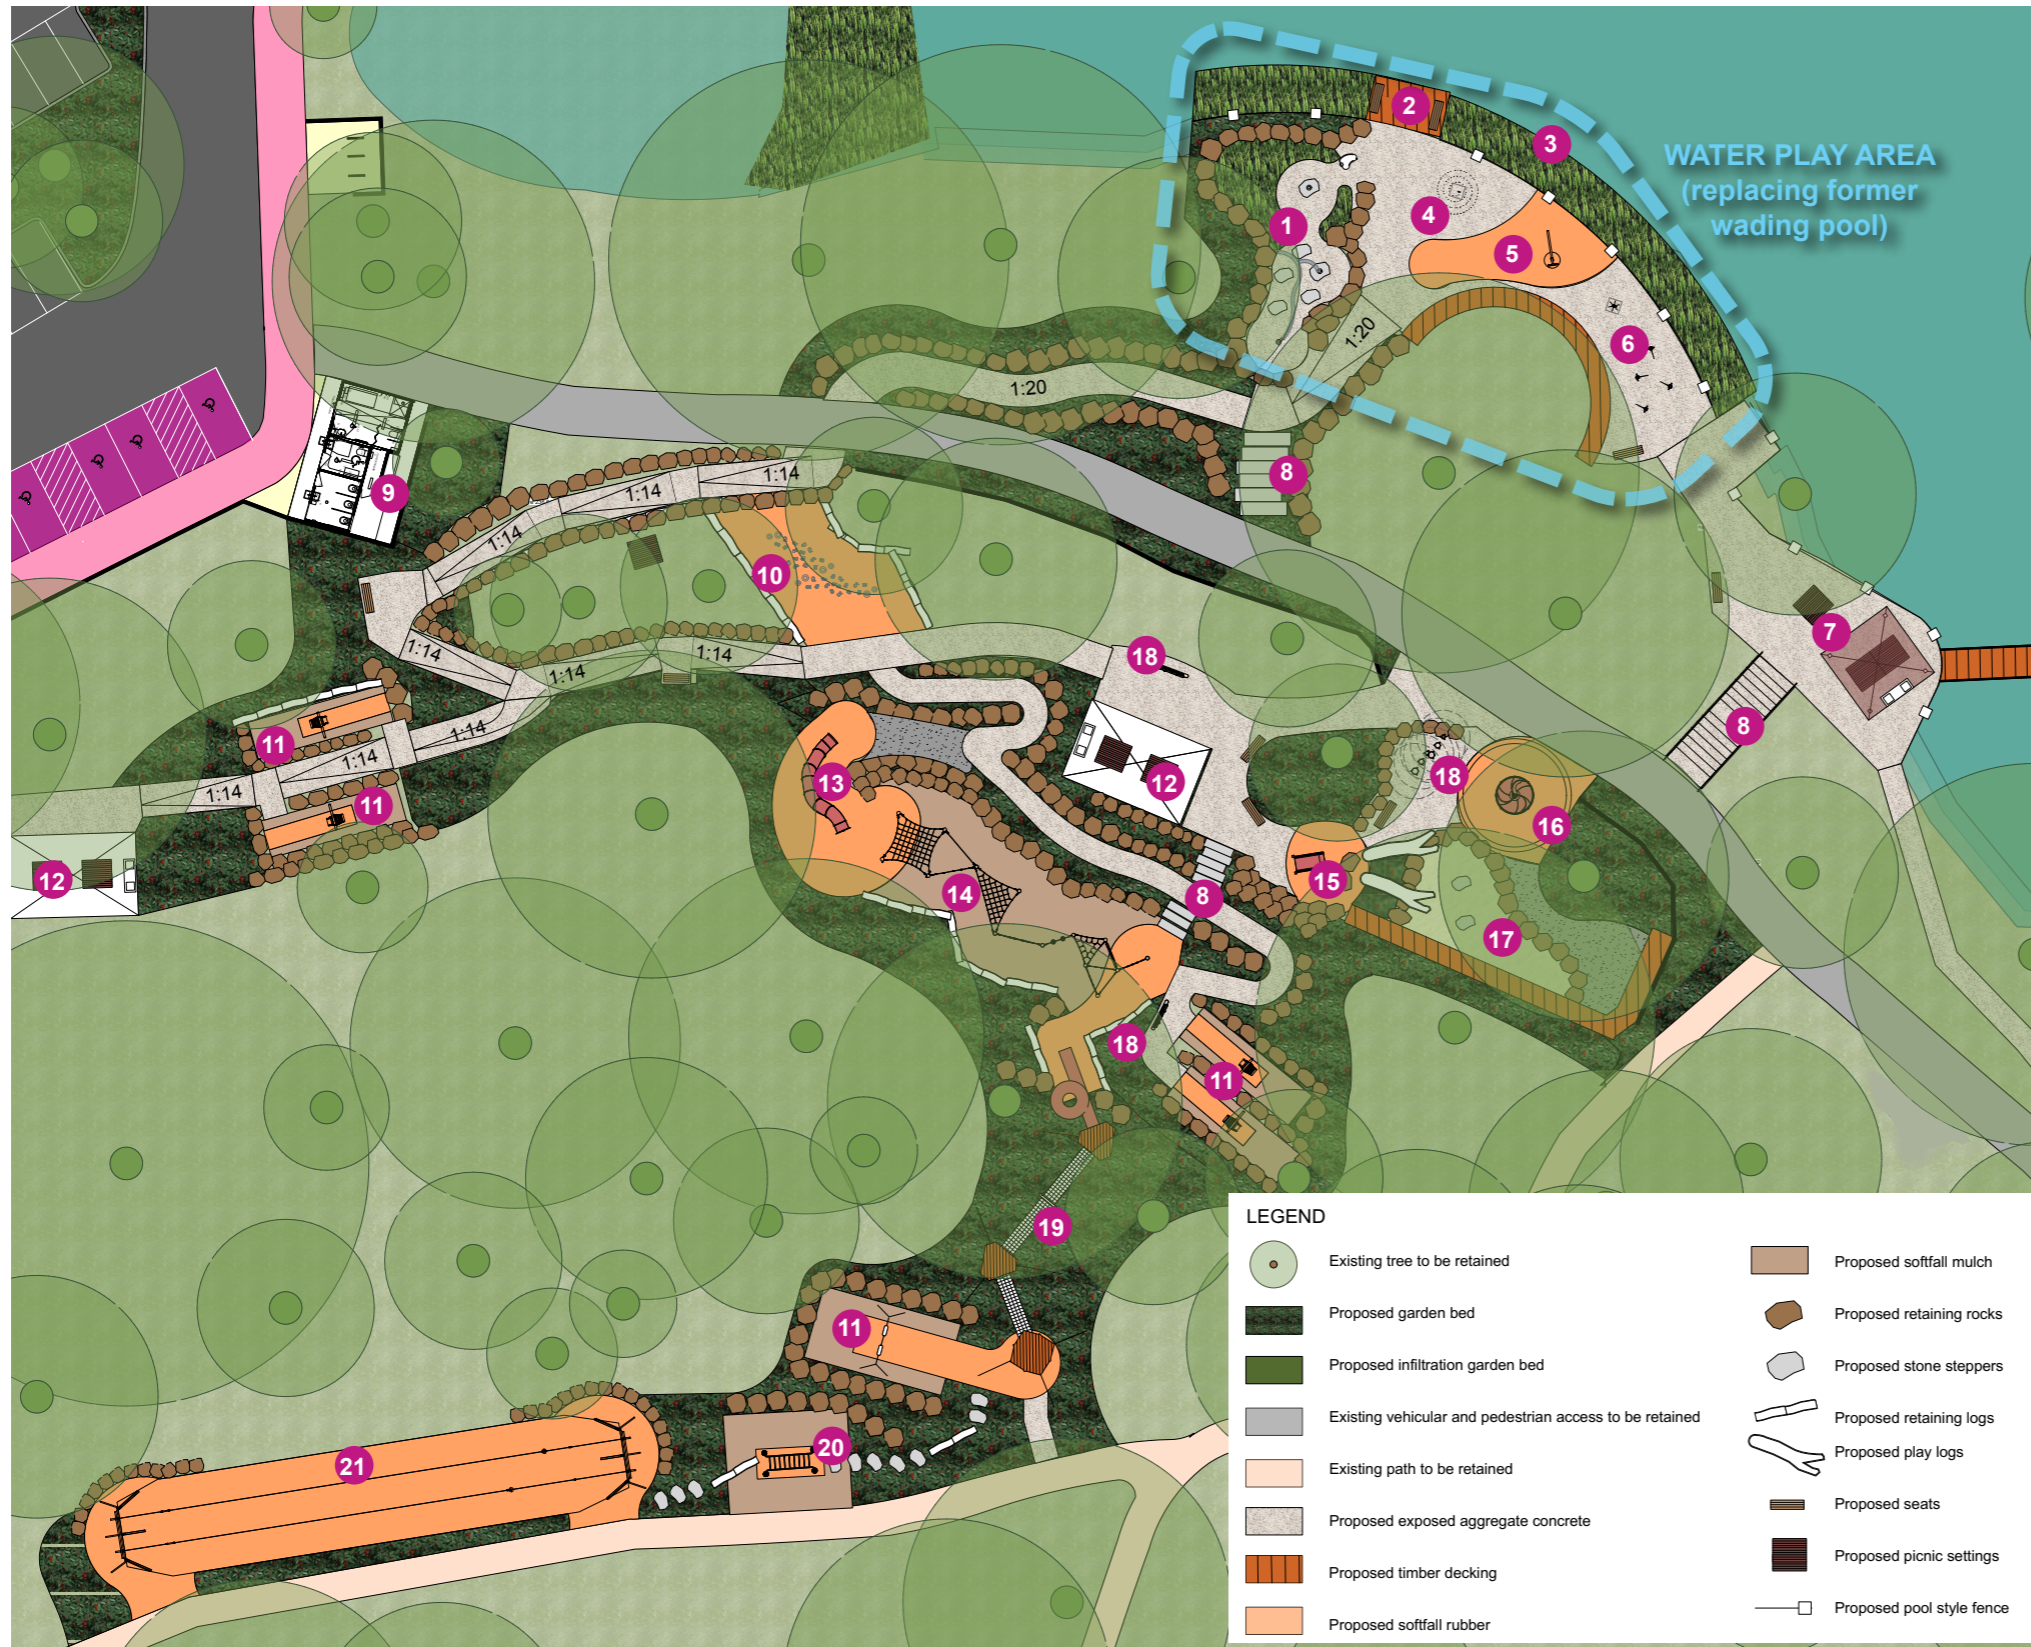 2
3
WATER PLAY AREA
(replacing former
wading pool)
1
4
5
6
1:20
1:20
8
9
1:14
1:14
1:14
10
7
1:14
1:14
1:14
18
8
11
1:14
1:14
1:14
11
12
13
12
18
16
15
14
8
17
18
11
19
11
20
21
LEGEND
Existing tree to be retained
Proposed garden bed
Proposed infiltration garden bed
Existing vehicular and pedestrian access to be retained
Existing path to be retained
Proposed exposed aggregate concrete
Proposed timber decking
Proposed softfall rubber
Proposed softfall mulch
Proposed retaining rocks
Proposed stone steppers
Proposed retaining logs
Proposed play logs
Proposed seats
Proposed picnic settings
Proposed pool style fence